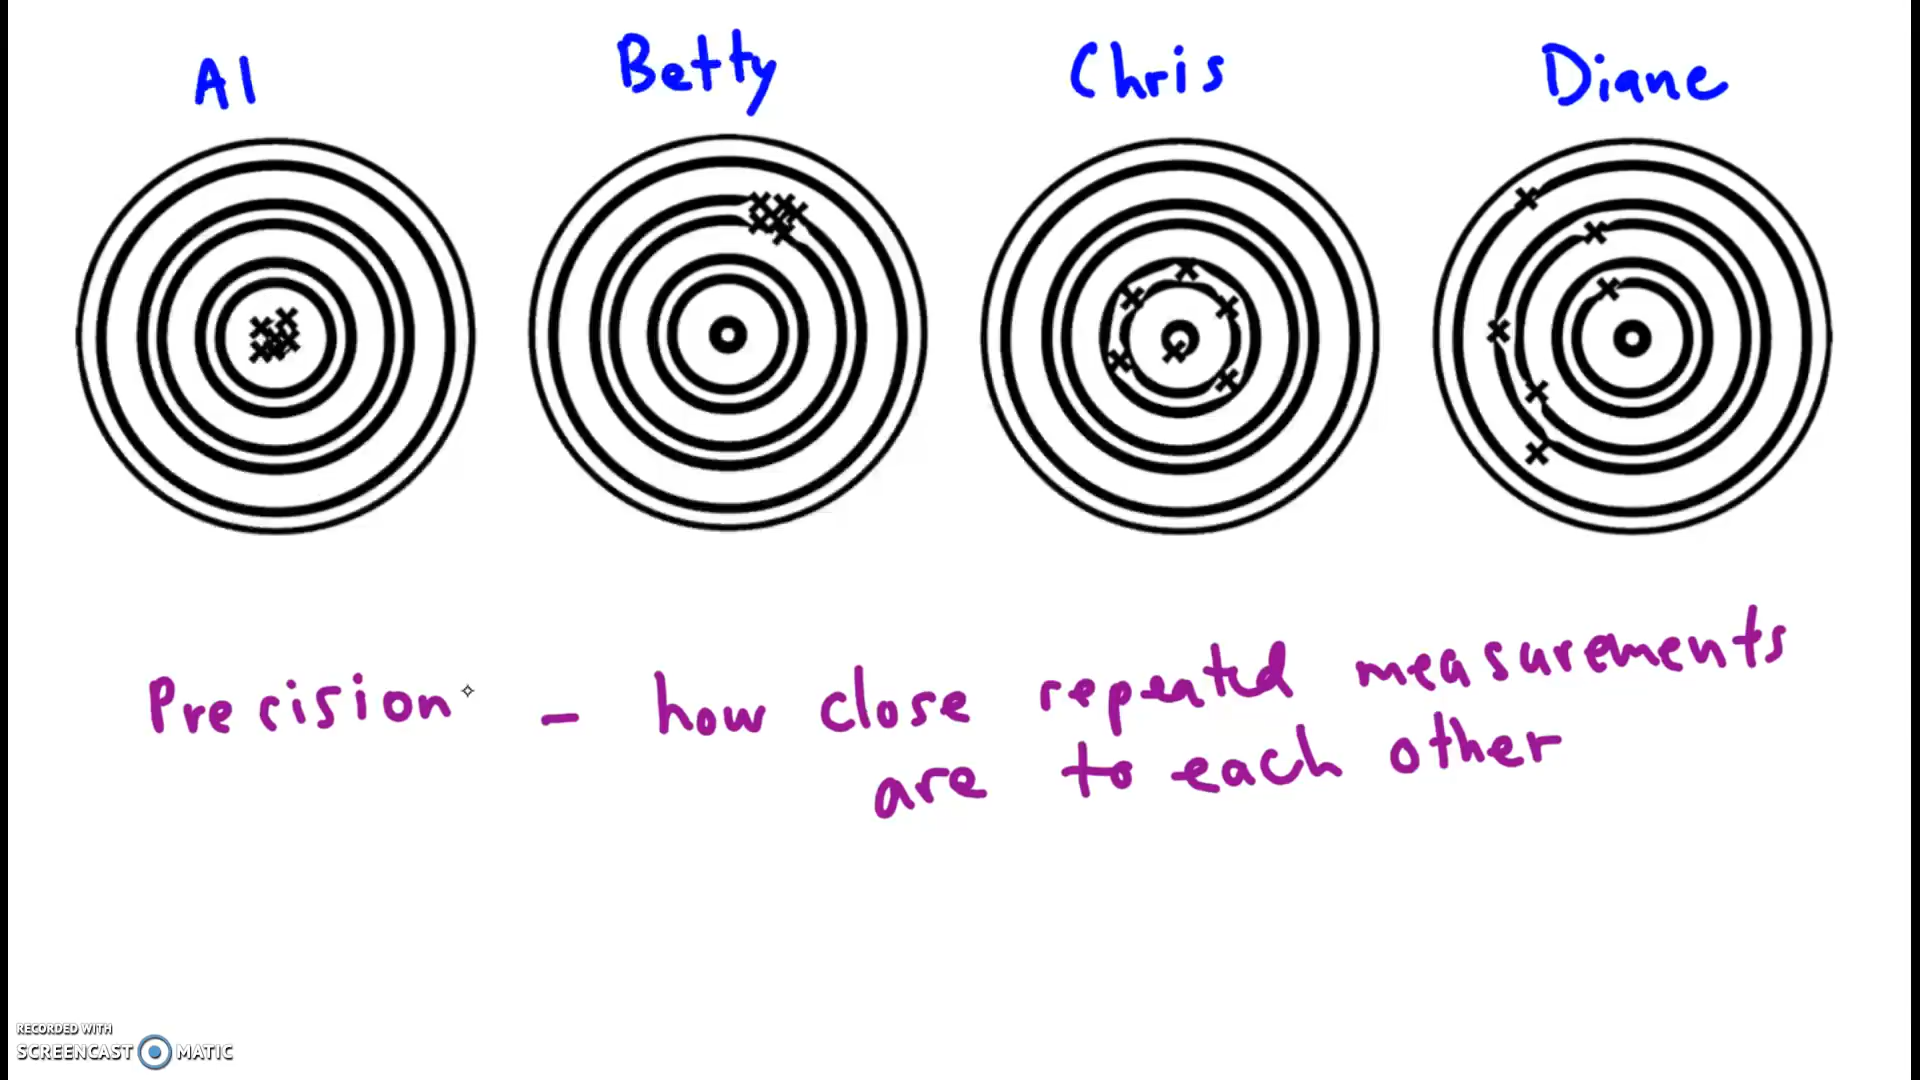 Al
Betty
Chris
Diane
Precision - how close repeated measurements
are to each other
RECORDED WITH
SCREENCAST MATIC